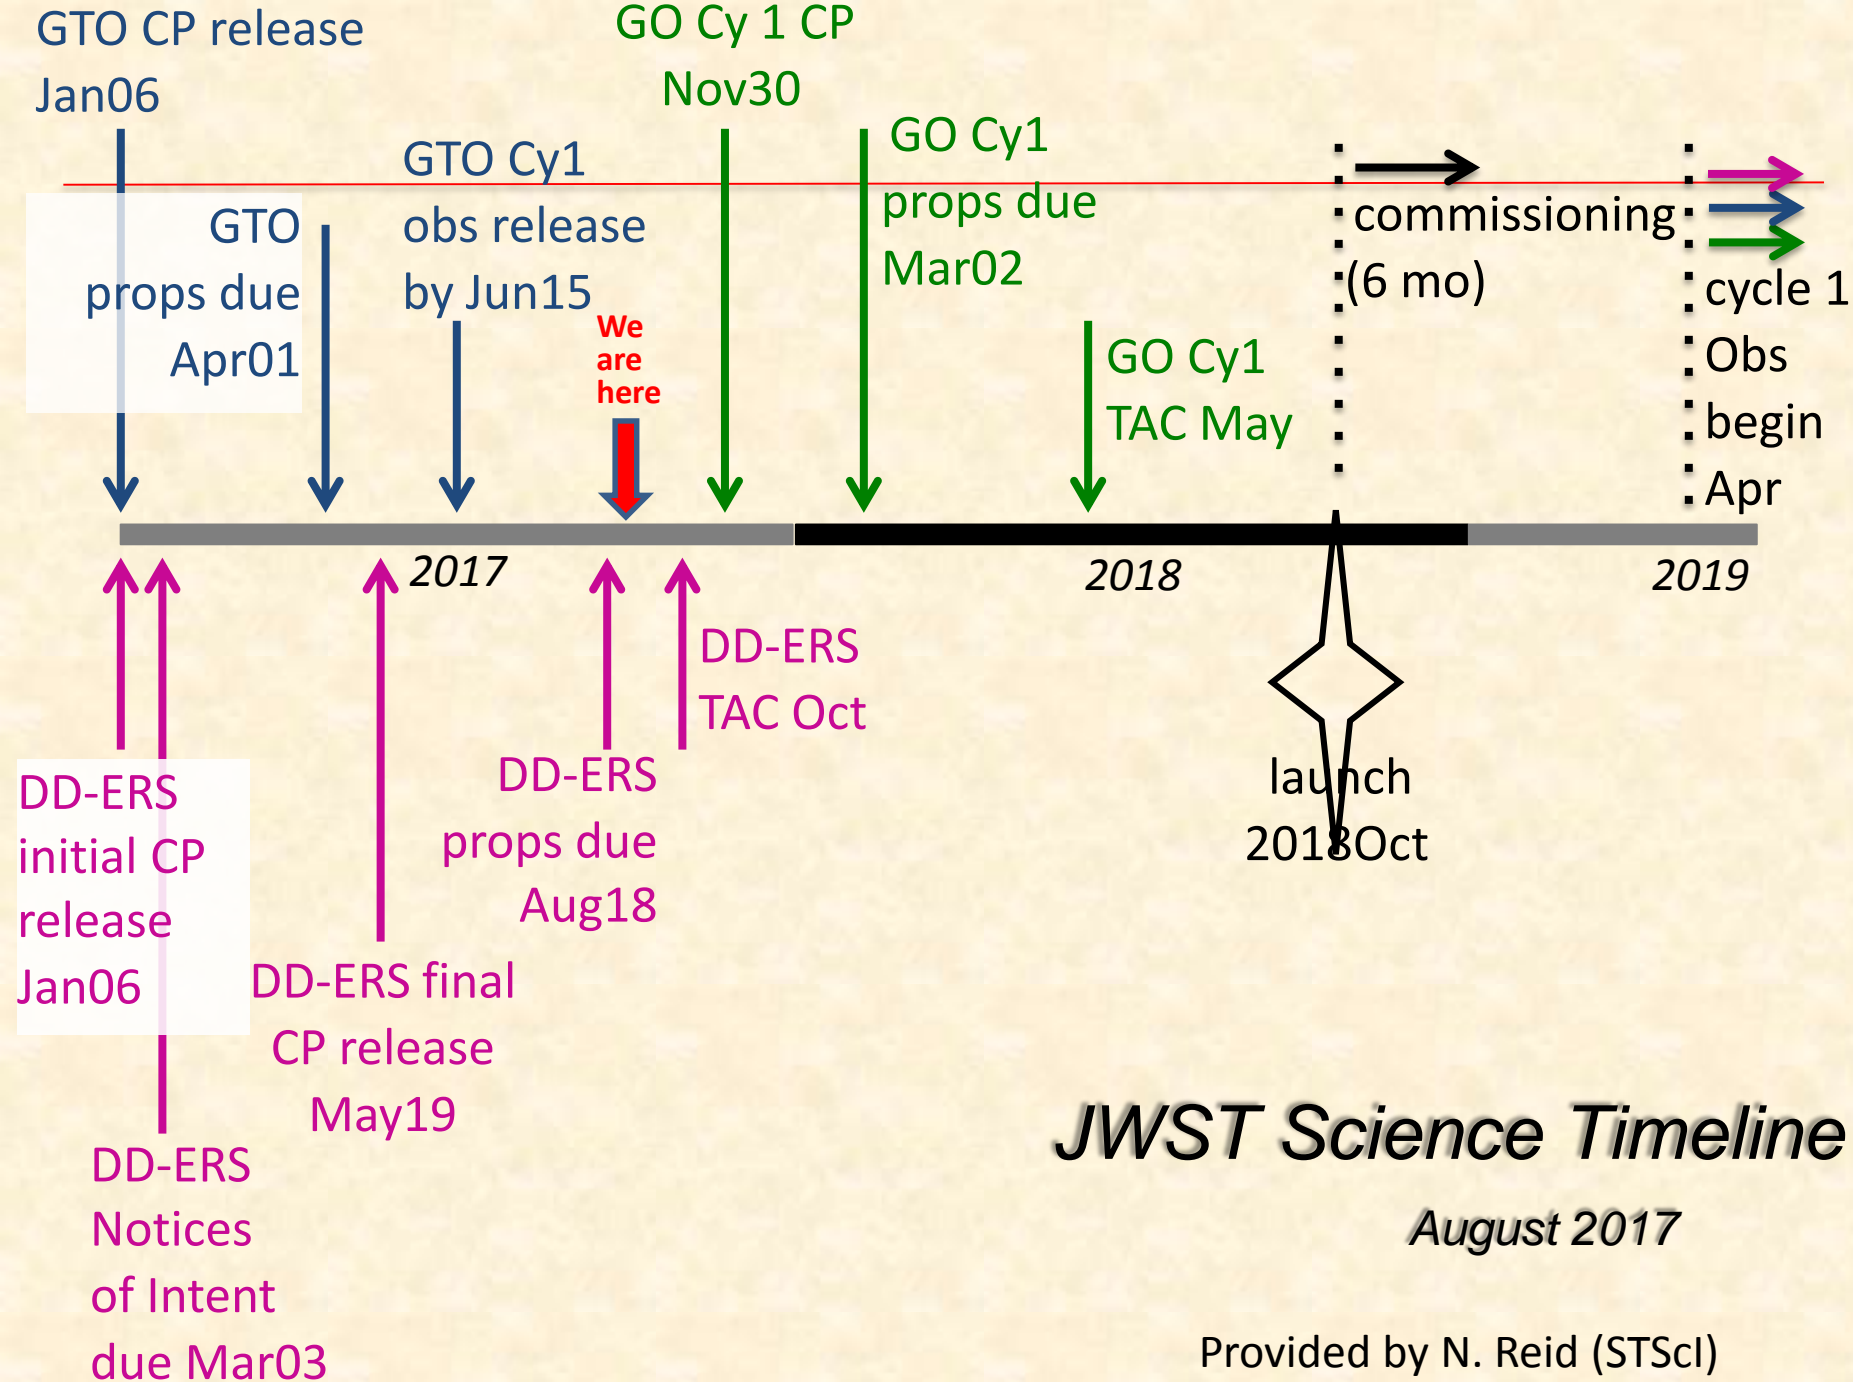 GTO CP release
Jan06
GO Cy 1 CP
Nov30
GTO
props due
Apr01
GTO Cy1
obs release
by Jun15
We
are
here
GO Cy1
props due
Mar02
GO Cy1
TAC May
commissioning
(6 mo)
cycle 1
Obs
begin
Apr
2017
2018
2019
DD-ERS
initial CP
release
Jan06
DD-ERS
Notices
of Intent
due Mar03
DD-ERS final
CP release
May19
DD-ERS
props due
Aug18
DD-ERS
TAC Oct
launch
2018Oct
JWST Science Timeline
August 2017
Provided by N. Reid (STScI)